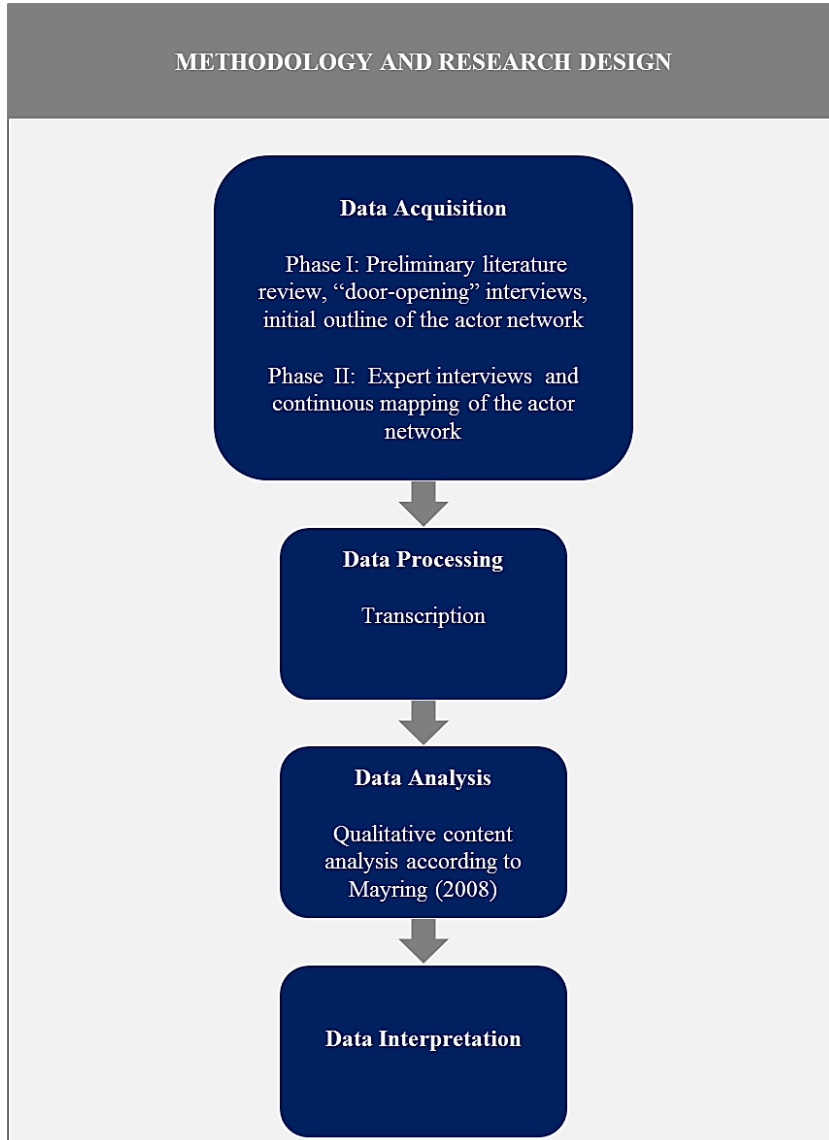 METHODOLOGY AND RESEARCH DESIGN
Data Acquisition
Phase I: Preliminary literature
review, “door-opening” interviews,
initial outline of the actor network
Phase II: Expert interviews and
continuous mapping of the actor
network
Data Processing
Transcription
Data Analysis
Qualitative content
analysis according to
Mayring (2008)
Data Interpretation